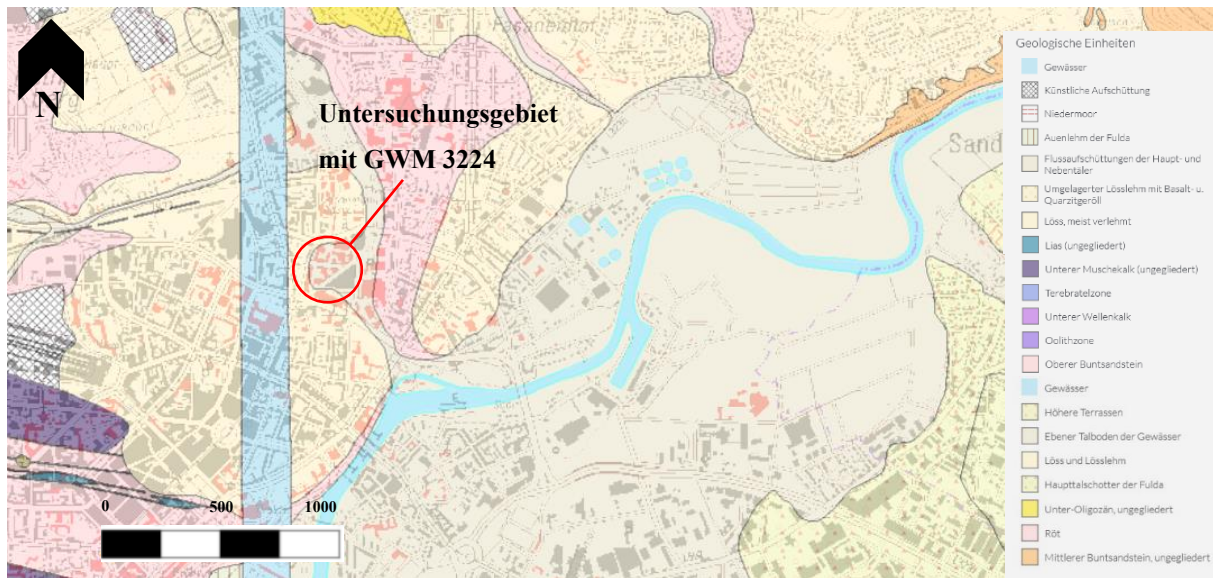 Fasanenhof
N
Untersuchungsgebiet
mit GWM 3224
Sand
0 500 1000
Geologische Einheiten
Gewässer
Künstliche Aufschüttung
Niedermoor
Auenlehm der Fulda
Flussaufschüttungen der Haupt- und
Nebentäler
Umgelagerter Lösslehm mit Basalt- u.
Quarzitgeröll
Löss, meist verlehmt
Lias (ungegliedert)
Unterer Muschekalk (ungegliedert)
Terebratelzone
Unterer Wellenkalk
Oolithzone
Oberer Buntsandstein
Gewässer
Höhere Terrassen
Ebener Talboden der Gewässer
Löss und Lösslehm
Haupttalschotter der Fulda
Unter-Oligozän, ungegliedert
Röt
Mittlerer Buntsandstein, ungegliedert